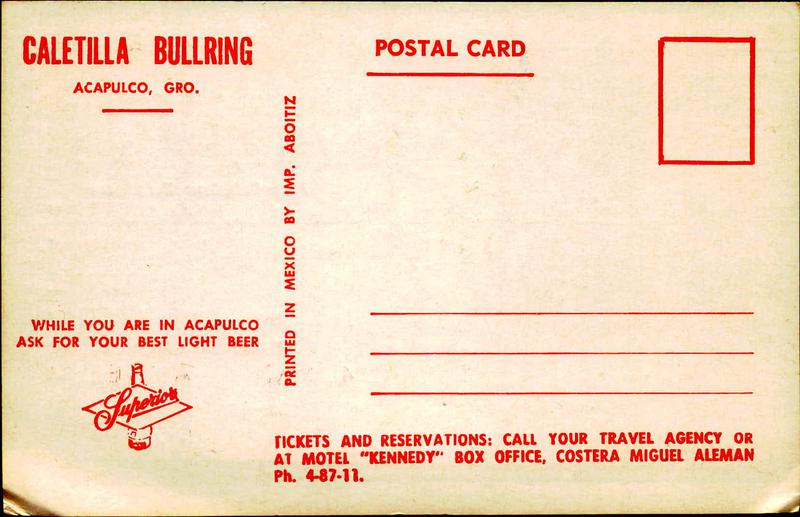 CALETILLA BULLRING
ACAPULCO, GRO.
POSTAL CARD
PRINTED IN MEXICO BY IMP. ABOITIZ
WHILE YOU ARE IN ACAPULCO
ASK FOR YOUR BEST LIGHT BEER
Superior
TICKETS AND RESERVATIONS: CALL YOUR TRAVEL AGENCY OR
AT MOTEL "KENNEDY" BOX OFFICE, COSTERA MIGUEL ALEMAN
Ph. 4-87-11.